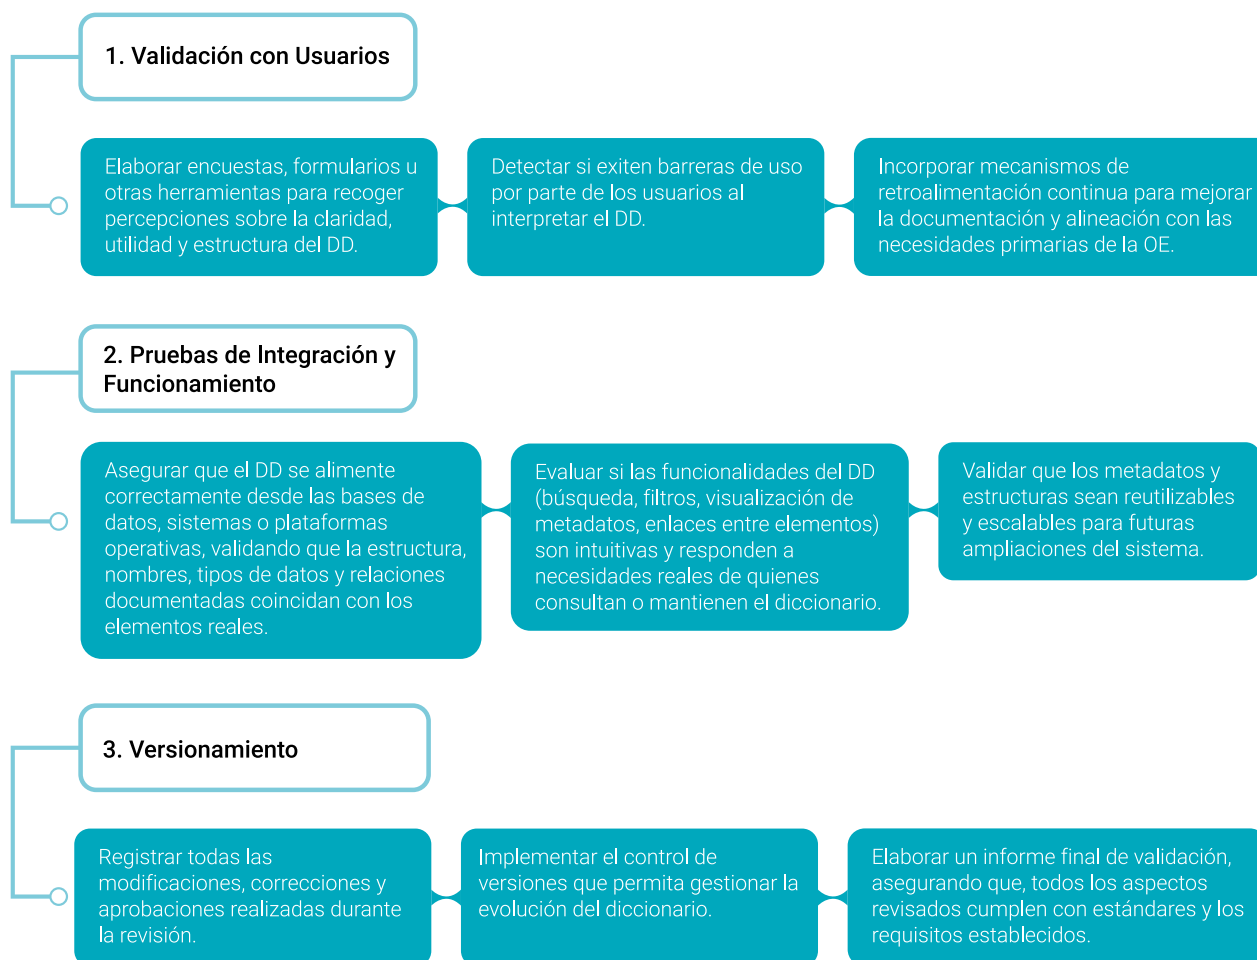 1. Validación con Usuarios
Elaborar encuestas, formularios u
otras herramientas para recoger
percepciones sobre la claridad,
utilidad y estructura del DD.
Detectar si exiten barreras de uso
por parte de los usuarios al
interpretar el DD.
Incorporar mecanismos de
retroalimentación continua para mejorar
la documentación y alineación con las
necesidades primarias de la OE.
2. Pruebas de Integración y
Funcionamiento
Asegurar que el DD se alimente
correctamente desde las bases de
datos, sistemas o plataformas
operativas, validando que la estructura,
nombres, tipos de datos y relaciones
documentadas coincidan con los
elementos reales.
Evaluar si las funcionalidades del DD
(búsqueda, filtros, visualización de
metadatos, enlaces entre elementos)
son intuitivas y responden a
necesidades reales de quienes
consultan o mantienen el diccionario.
Validar que los metadatos y
estructuras sean reutilizables
y escalables para futuras
ampliaciones del sistema.
3. Versionamiento
Registrar todas las
modificaciones, correcciones y
aprobaciones realizadas durante
la revisión.
Implementar el control de
versiones que permita gestionar la
evolución del diccionario.
Elaborar un informe final de validación,
asegurando que, todos los aspectos
revisados cumplen con estándares y los
requisitos establecidos.